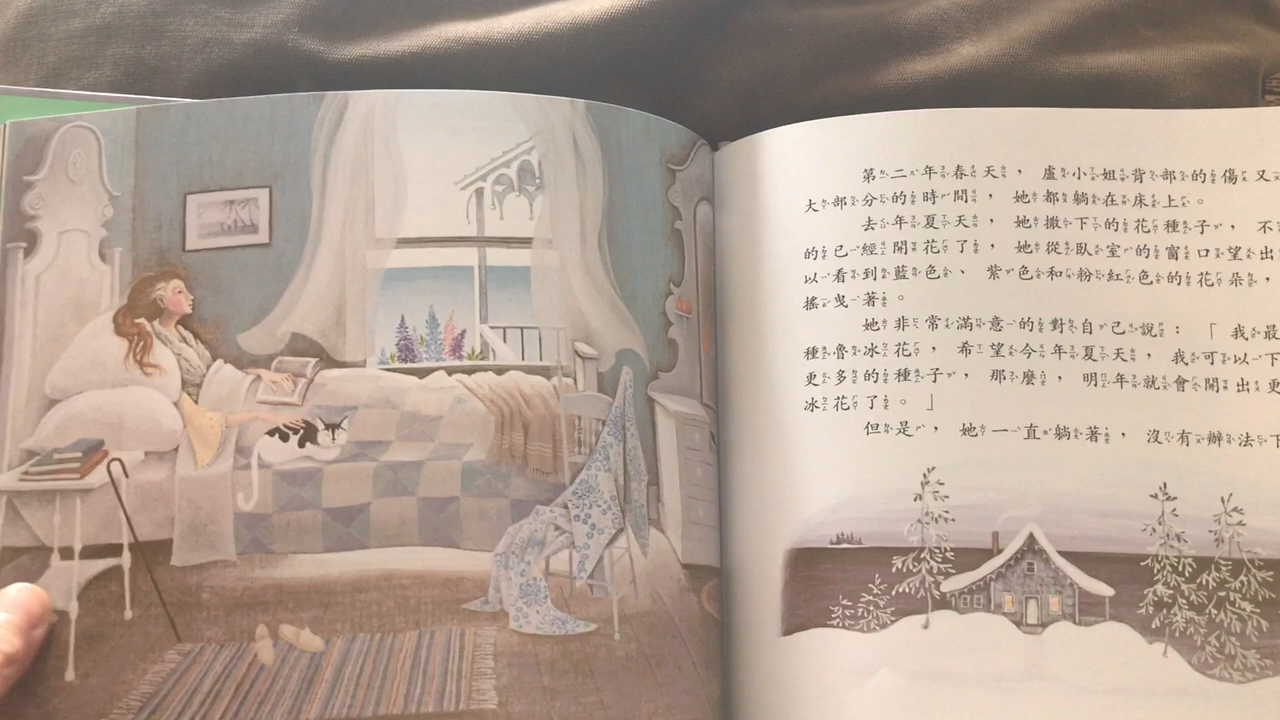 第二年春天，盧小姐背部的傷又
大部分的時間，她都躺在床上。
去年夏天，她撒下的花種子，不
的已經開花了，她從臥室的窗口望出
以看到藍色、紫色和粉紅色的花朵，
搖曳著。
她非常滿意的對自己說：「我最
種魯冰花，希望今年夏天，我可以下
更多的種子，那麼，明年就會開出更
冰花了。」
但是，她一直躺著，沒有辦法下